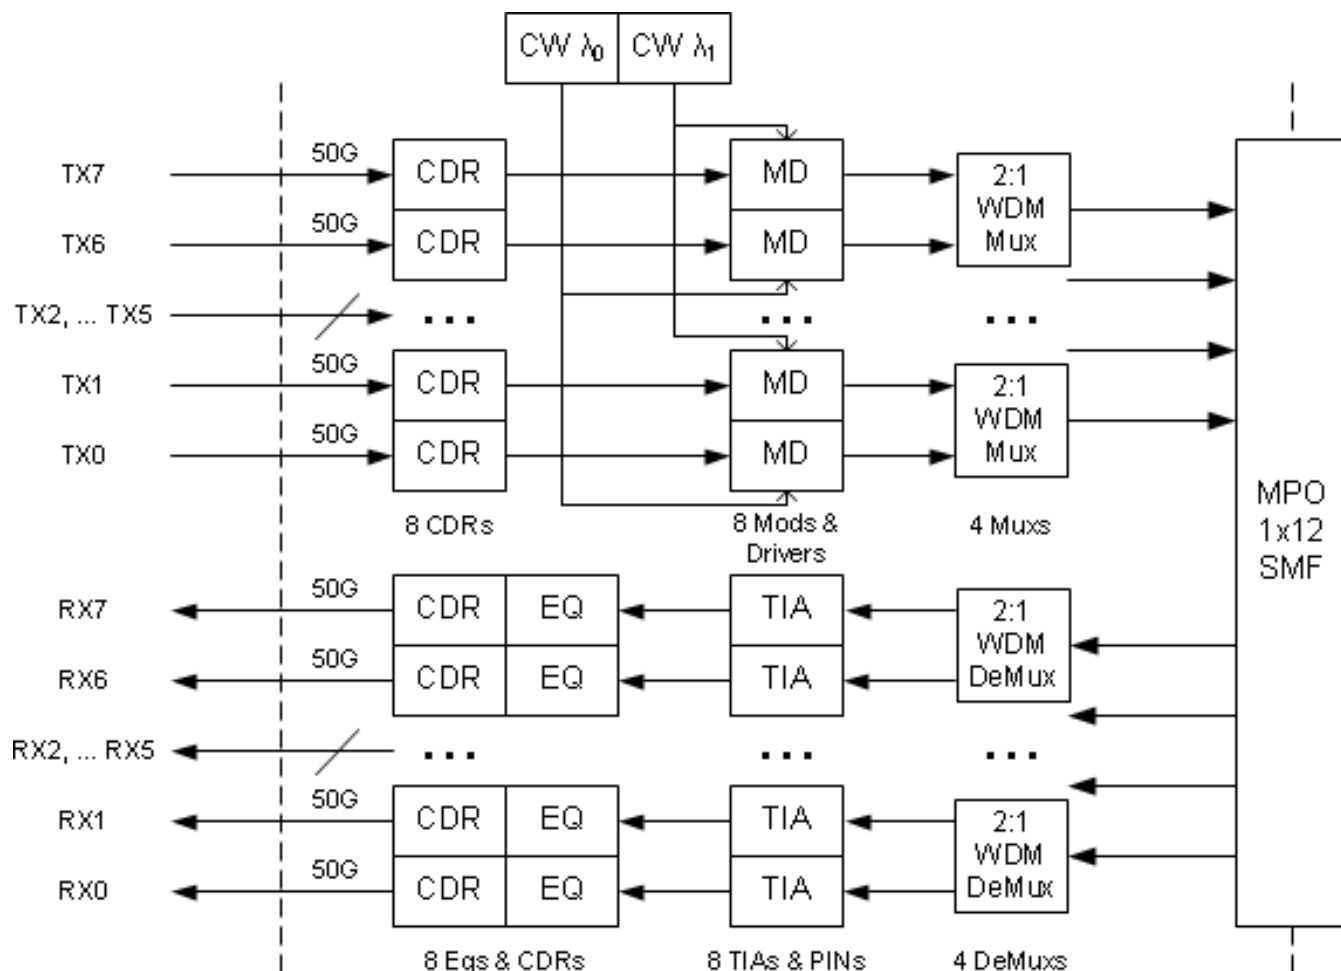 CW λ0 CW λ1
TX7 50G CDR MD 2:1 WDM Mux
TX6 50G CDR MD
TX2, ... TX5 ... ... ...
TX1 50G CDR MD 2:1 WDM Mux
TX0 50G CDR MD
8 CDRs 8 Mods & Drivers 4 Muxs
MPO
1x12
SMF
RX7 50G CDR EQ TIA 2:1 WDM DeMux
RX6 50G CDR EQ TIA
RX2, ... RX5 ... ... ...
RX1 50G CDR EQ TIA 2:1 WDM DeMux
RX0 50G CDR EQ TIA
8 Eqs & CDRs 8 TIAs & PINs 4 DeMuxs